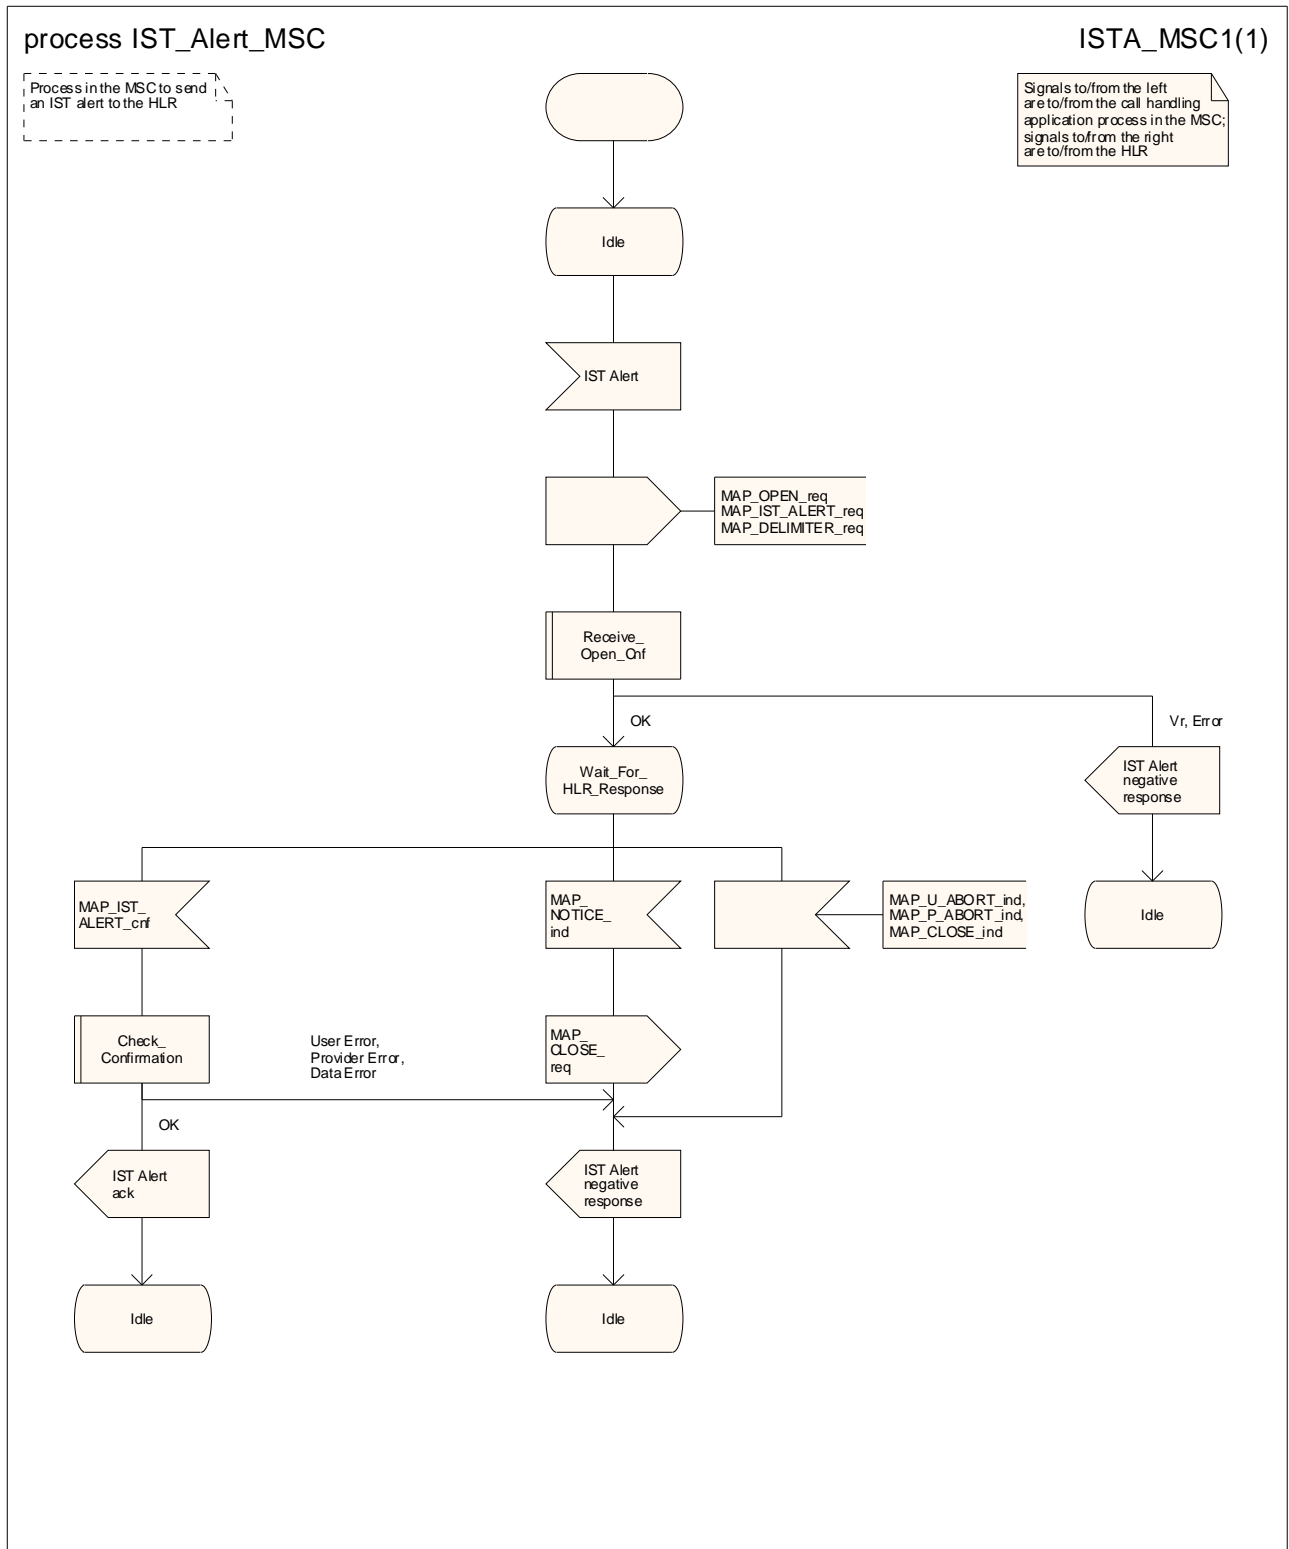 process IST_Alert_MSC
ISTA_MSC1(1)
Process in the MSC to send
an IST alert to the HLR
Signals to/from the left
are to/from the call handling
application process in the MSC;
signals to/from the right
are to/from the HLR
Idle
IST Alert
MAP_OPEN_req
MAP_IST_ALERT_req
MAP_DELIMITER_req
Receive_
Open_Cnf
OK
Vr, Error
Wait_For_
HLR_Response
IST Alert
negative
response
MAP_IST_
ALERT_cnf
MAP_
NOTICE_
ind
MAP_U_ABORT_ind,
MAP_P_ABORT_ind,
MAP_CLOSE_ind
Idle
Check_
Confirmation
User Error,
Provider Error,
Data Error
MAP_
CLOSE_
req
OK
IST Alert
ack
IST Alert
negative
response
Idle
Idle